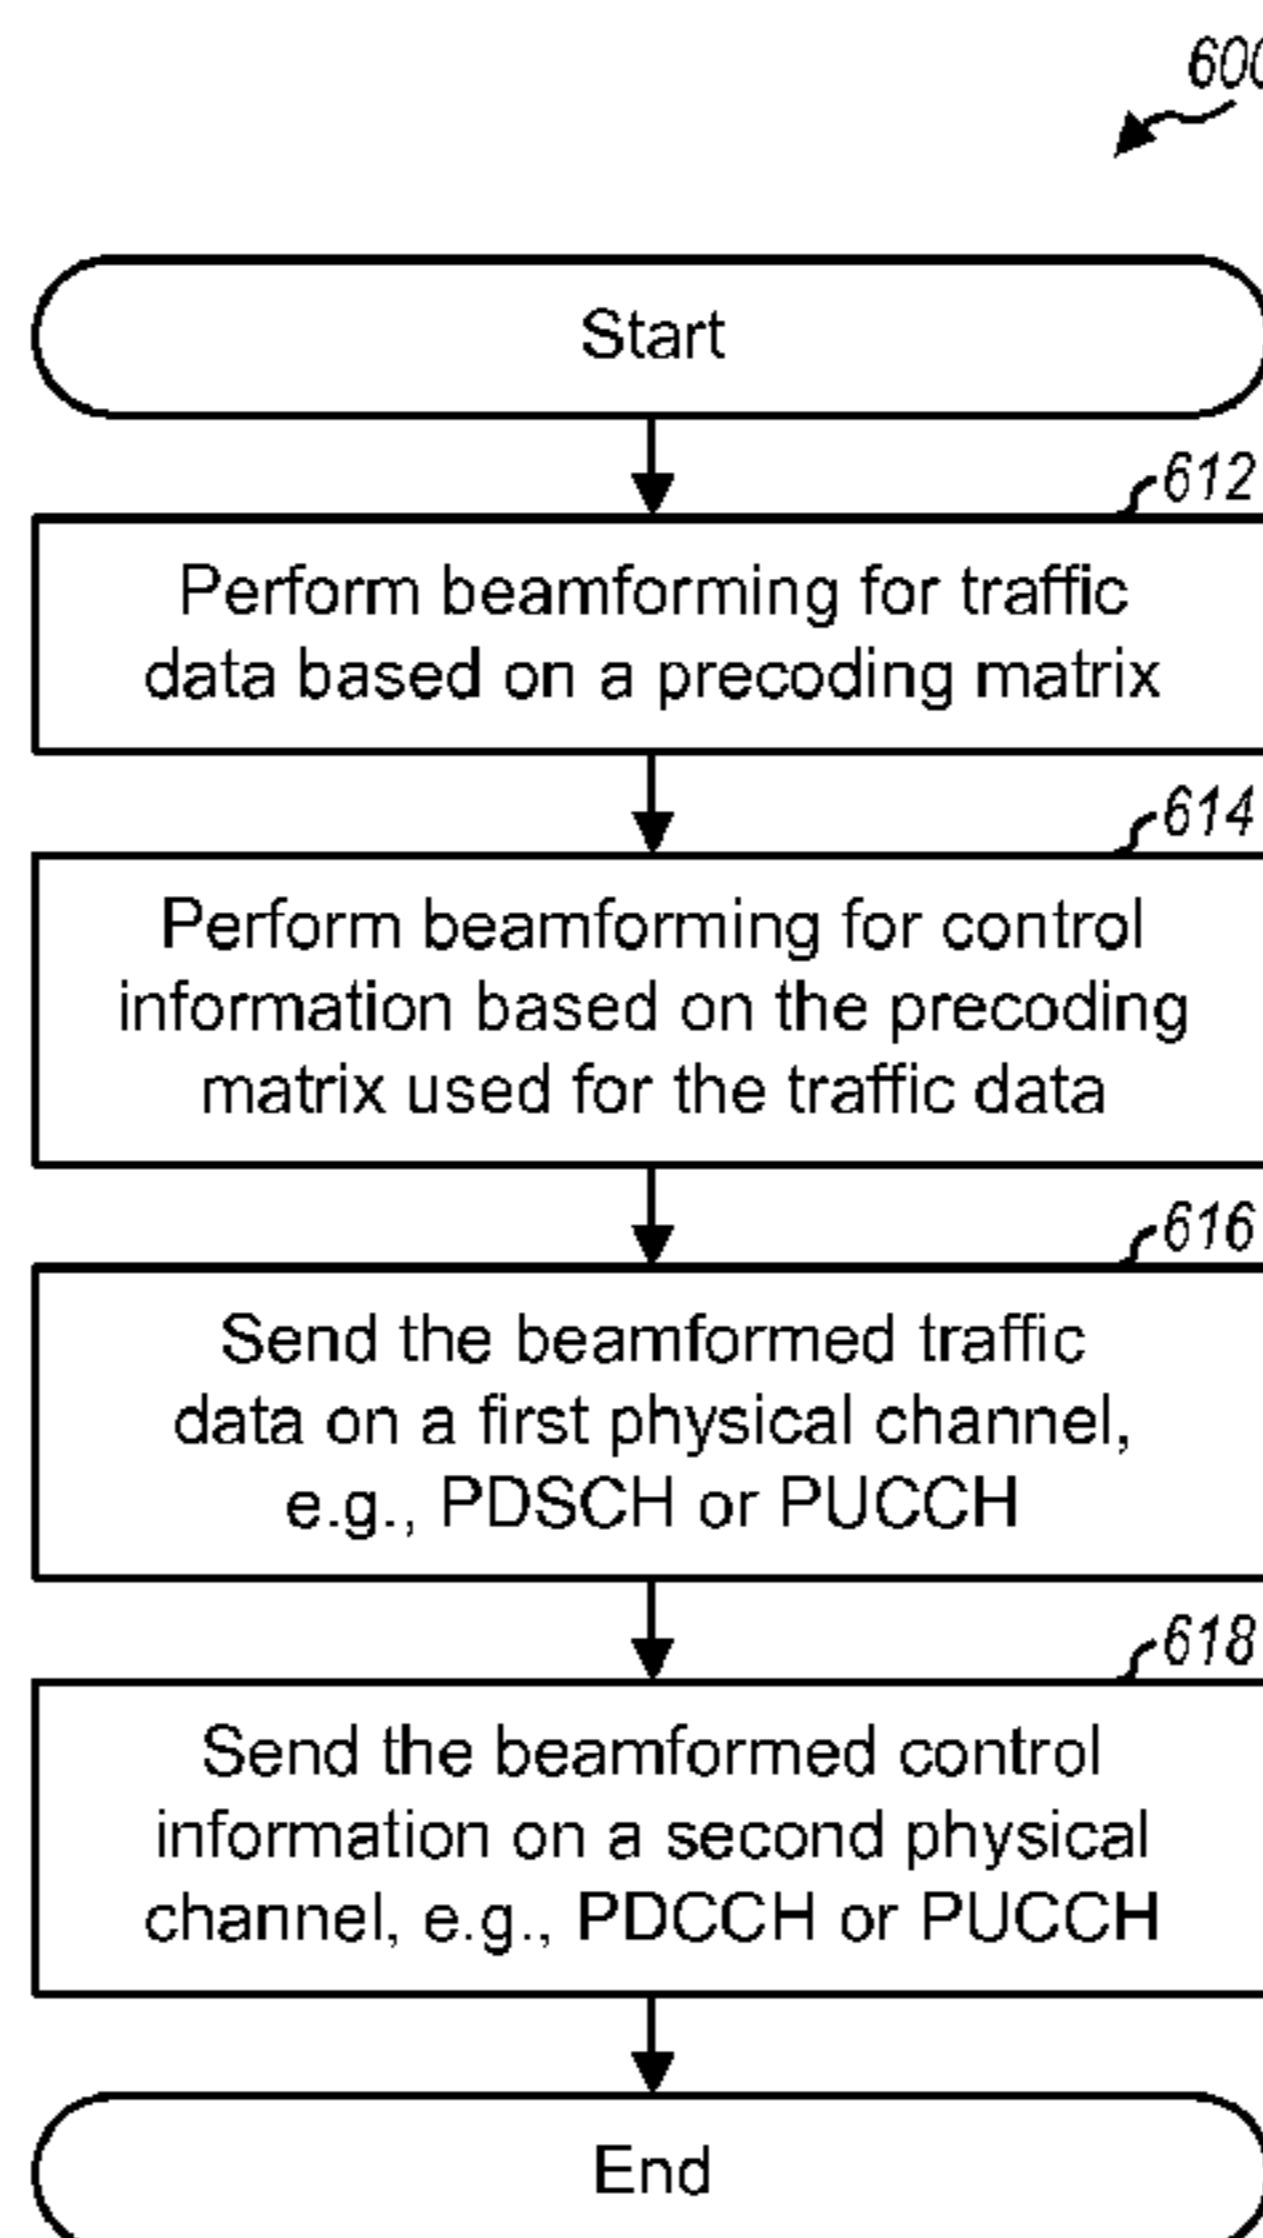 600
Start
612
Perform beamforming for traffic
data based on a precoding matrix
614
Perform beamforming for control
information based on the precoding
matrix used for the traffic data
616
Send the beamformed traffic
data on a first physical channel,
e.g., PDSCH or PUCCH
618
Send the beamformed control
information on a second physical
channel, e.g., PDCCH or PUCCH
End